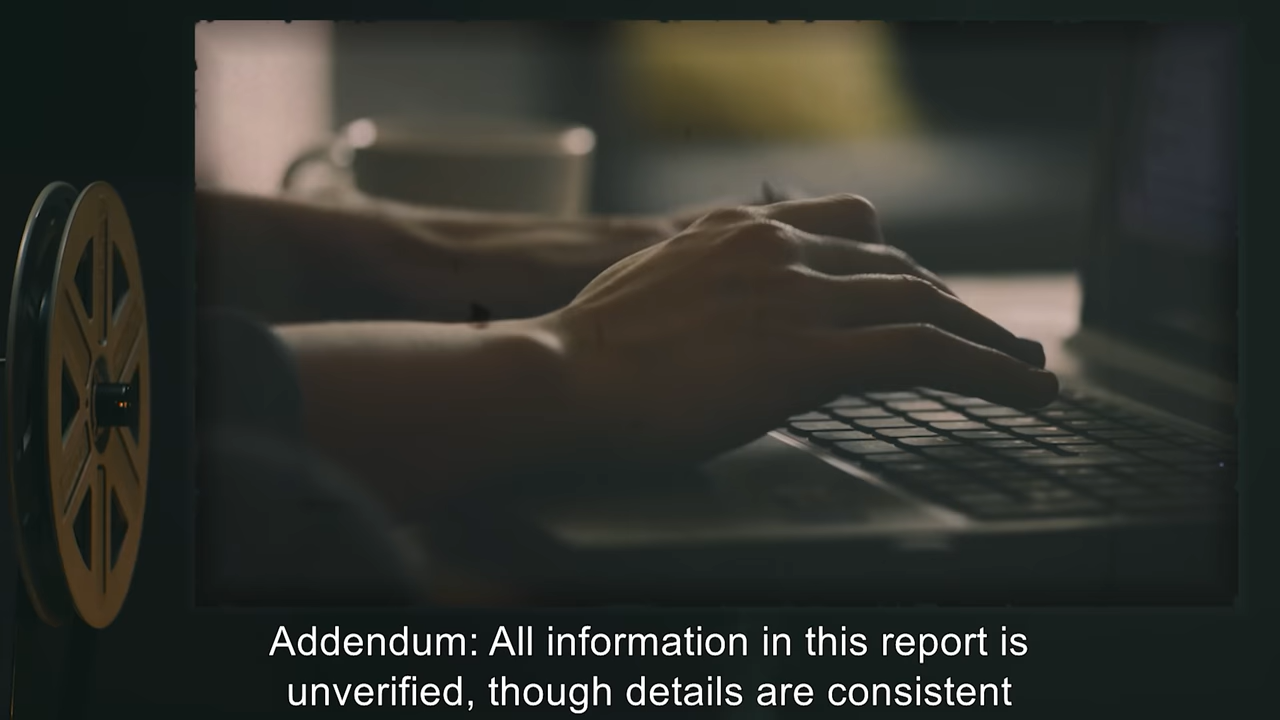 Addendum: All information in this report is
unverified, though details are consistent